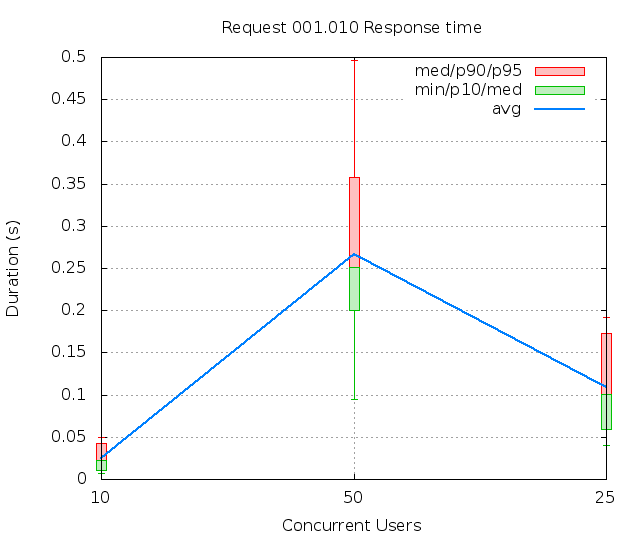 Request 001.010 Response time
0.5
0.45
0.4
0.35
0.3
0.25
0.2
0.15
0.1
0.05
0
med/p90/p95
min/p10/med
avg
Duration (s)
10 50 25
Concurrent Users